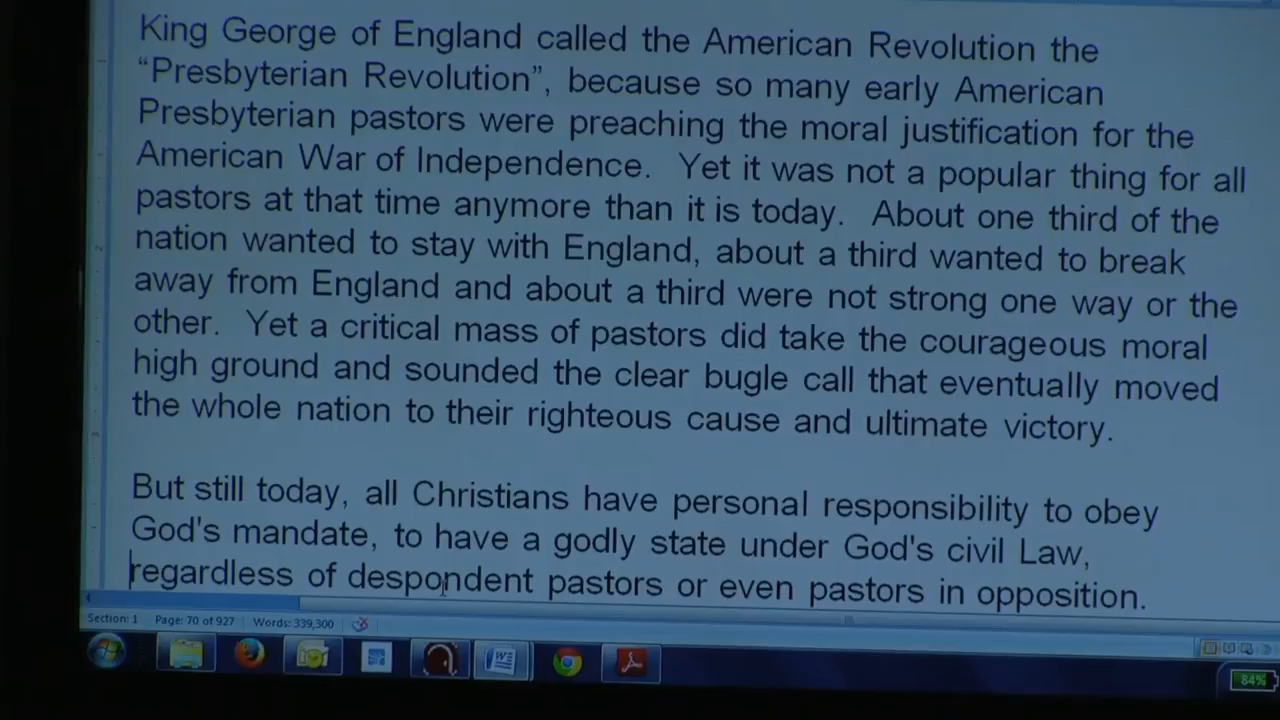 King George of England called the American Revolution the
“Presbyterian Revolution”, because so many early American
Presbyterian pastors were preaching the moral justification for the
American War of Independence.  Yet it was not a popular thing for all
pastors at that time anymore than it is today.  About one third of the
nation wanted to stay with England, about a third wanted to break
away from England and about a third were not strong one way or the
other.  Yet a critical mass of pastors did take the courageous moral
high ground and sounded the clear bugle call that eventually moved
the whole nation to their righteous cause and ultimate victory.
But still today, all Christians have personal responsibility to obey
God's mandate, to have a godly state under God's civil Law,
regardless of despondent pastors or even pastors in opposition.
Section: 1 Page: 70 of 927 Words: 339,300
84%